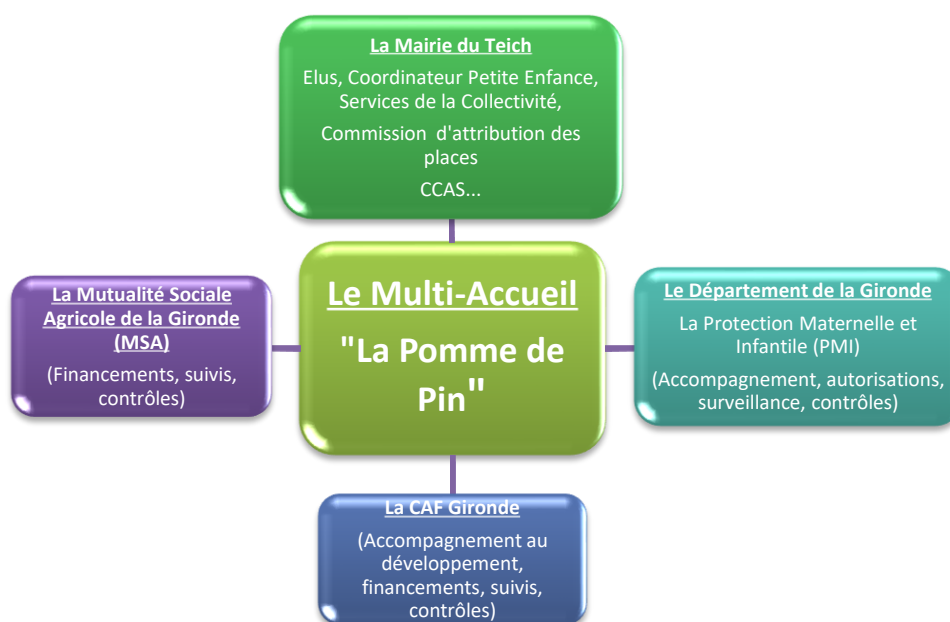 La Mairie du Teich
Elus, Coordinateur Petite Enfance,
Services de la Collectivité,
Commission d'attribution des
places
CCAS...
La Mutualité Sociale
Agricole de la Gironde
(MSA)
(Financements, suivis,
contrôles)
Le Multi-Accueil
"La Pomme de
Pin"
Le Département de la Gironde
La Protection Maternelle et
Infantile (PMI)
(Accompagnement, autorisations,
surveillance, contrôles)
La CAF Gironde
(Accompagnement au
développement,
financements, suivis,
contrôles)